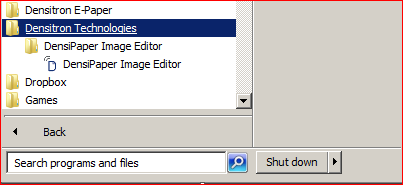 Densitron E-Paper
Densitron Technologies
DensiPaper Image Editor
DensiPaper Image Editor
Dropbox
Games
Back
Search programs and files
Shut down